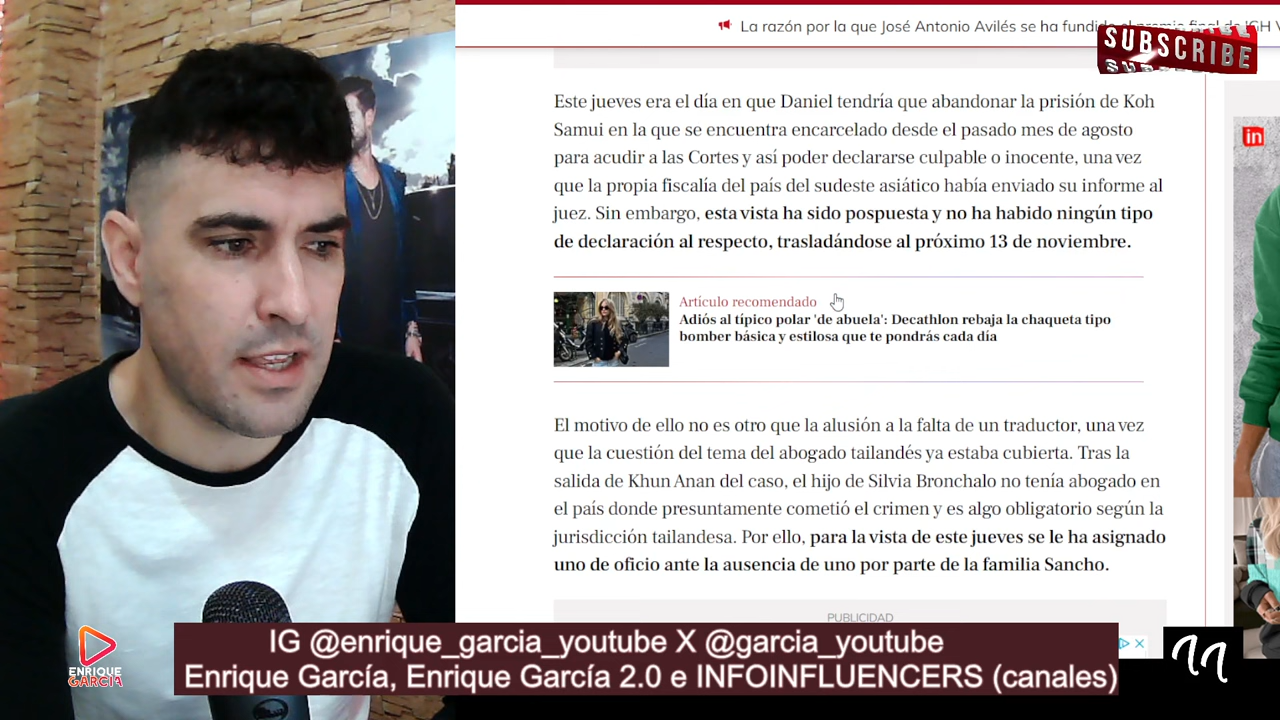 La razón por la que José Antonio Avilés se ha fundido el premio final de 'GH V
SUBSCRIBE
Este jueves era el día en que Daniel tendría que abandonar la prisión de Koh
Samui en la que se encuentra encarcelado desde el pasado mes de agosto
para acudir a las Cortes y así poder declararse culpable o inocente, una vez
que la propia fiscalía del país del sudeste asiático había enviado su informe al
juez. Sin embargo, esta vista ha sido pospuesta y no ha habido ningún tipo
de declaración al respecto, trasladándose al próximo 13 de noviembre.
in
Artículo recomendado
Adiós al típico polar 'de abuela': Decathlon rebaja la chaqueta tipo
bomber básica y estilosa que te pondrás cada día
El motivo de ello no es otro que la alusión a la falta de un traductor, una vez
que la cuestión del tema del abogado tailandés ya estaba cubierta. Tras la
salida de Khun Anan del caso, el hijo de Silvia Bronchalo no tenía abogado en
el país donde presuntamente cometió el crimen y es algo obligatorio según la
jurisdicción tailandesa. Por ello, para la vista de este jueves se le ha asignado
uno de oficio ante la ausencia de uno por parte de la familia Sancho.
PUBLICIDAD
IG @enrique_garcia_youtube X @garcia_youtube
Enrique García, Enrique García 2.0 e INFOINFLUENCERS (canales)
ENRIQUE
GARCÍA